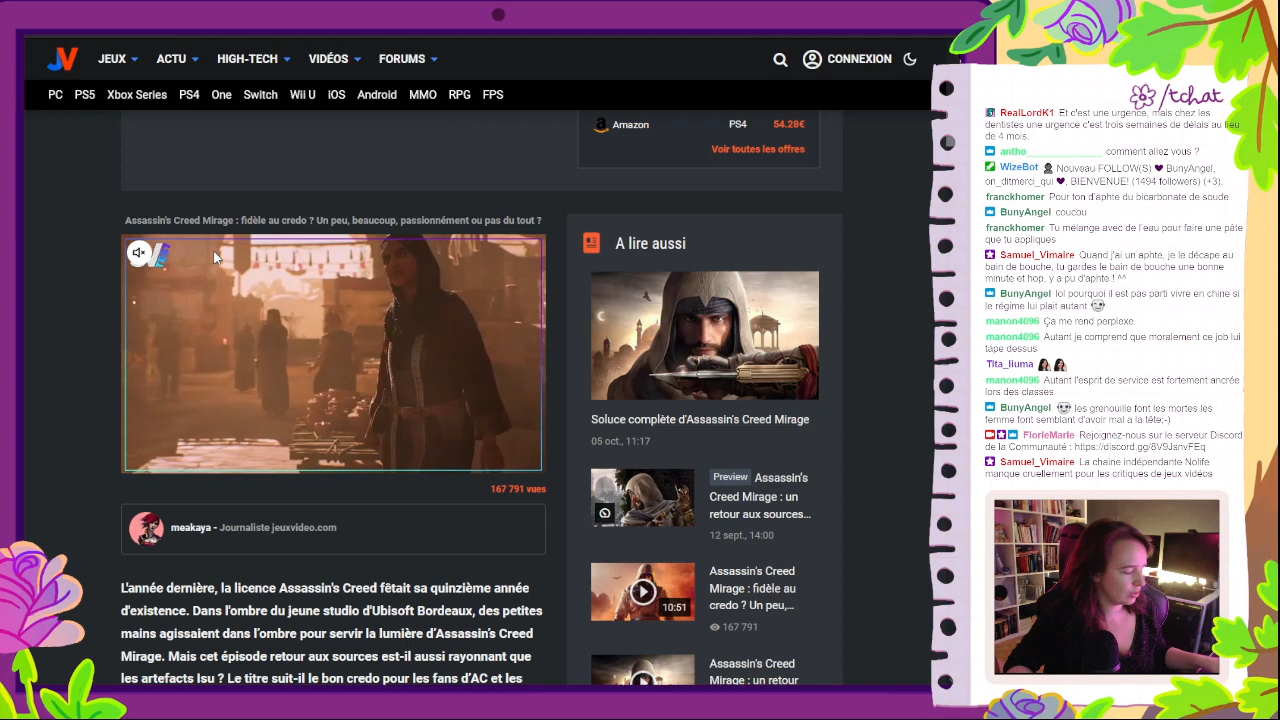 JV JEUX ACTU HIGH-TECH VIDÉOS FORUMS CONNEXION
PC PS5 Xbox Series PS4 One Switch Wii U iOS Android MMO RPG FPS
Amazon PS4 54.28€
Voir toutes les offres
Assassin's Creed Mirage : fidèle au credo ? Un peu, beaucoup, passionnément ou pas du tout ?
167 791 vues
meakaya - Journaliste jeuxvideo.com
L'année dernière, la licence Assassin's Creed fêtait sa quinzième année
d'existence. Dans l'ombre du jeune studio d'Ubisoft Bordeaux, des petites
mains agissaient dans l'ombre pour servir la lumière d'Assassin's Creed
Mirage. Mais cet épisode de retour aux sources est-il aussi rayonnant que
les artefacts Isu ? Le titre suit-il le bon credo pour les fans d'AC et les
A lire aussi
Soluce complète d'Assassin's Creed Mirage
05 oct., 11:17
Preview Assassin's
Creed Mirage : un
retour aux sources...
12 sept., 14:00
10:51
Assassin's Creed
Mirage : fidèle au
credo ? Un peu,...
167 791
Assassin's Creed
Mirage : un retour
/tchat
RealLordK1 Et c'est une urgence, mais chez les
dentistes une urgence c'est trois semaines de délais au lieu
de 4 mois.
antho____________ comment allez vous ?
WizeBot Nouveau FOLLOW(S) BunyAngel,
on_ditmerci_qui , BIENVENUE! (1494 followers) (+3).
franckhomer Pour ton d'aphte du bicarbonate de soude
BunyAngel coucou
franckhomer Tu mélange avec de l'eau pour faire une pâte
que tu appliques
Samuel_Vimaire Quand j'ai un aphte, je le décape au
bain de bouche, tu gardes le bain de bouche une bonne
minute et hop, y a pu d'aphte ! ^^
BunyAngel lol pourquoi il est pas parti vivre en chine si
le régime lui plait autant
manon4096 Ça me rend perplexe
manon4096 Autant je comprend que moralement ce job lui
tape dessus
Tita_lluma
manon4096 Autant l'esprit de service est fortement ancrée
lors des classes
BunyAngel les grenouille font les mortes les
femme font semblant d'avoir mal a la tête;-)
FlorieMarie Rejoignez-nous sur le serveur Discord
de la Communauté : https://discord.gg/6V9JsnvFEq
Samuel_Vimaire La chaine indépendante Nolife
manque cruellement pour les critiques de jeux vidéos